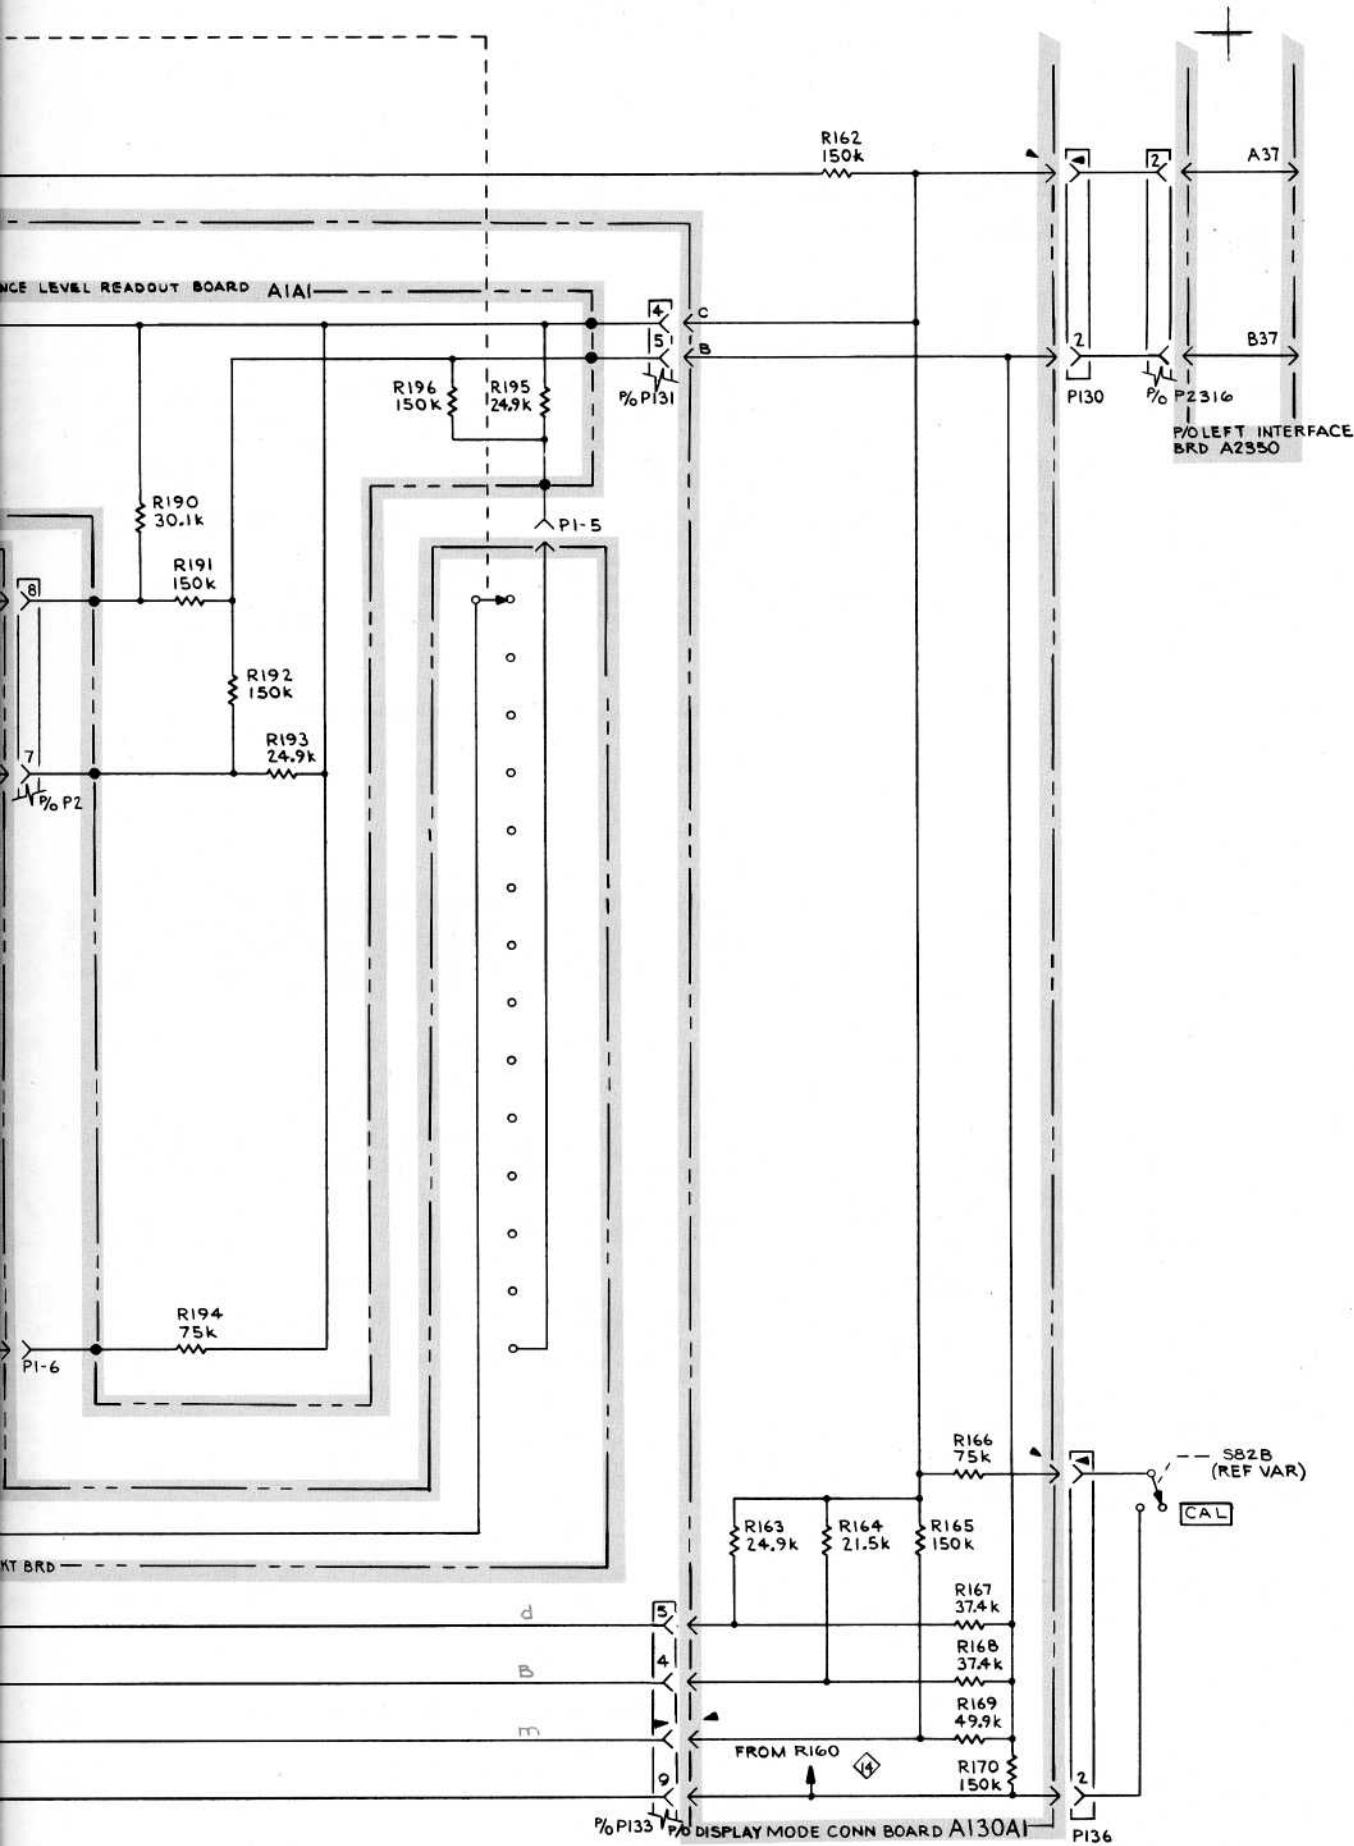 R162
150k
2
A37
NCE LEVEL READOUT BOARD A1A1
4
C
5
B
2
B37
R196
150k
R195
24.9k
P/O P131
P130
P/O P2316
P/O LEFT INTERFACE
BRD A2350
R190
30.1k
P1-5
R191
150k
8
R192
150k
R193
24.9k
7
P/O P2
R194
75k
P1-6
R166
75k
S82B
(REF VAR)
CAL
R163
24.9k
R164
21.5k
R165
150k
KT BRD
R167
37.4k
d
5
R168
37.4k
B
4
R169
49.9k
m
FROM R160
14
R170
150k
9
2
P/O P133
P/O DISPLAY MODE CONN BOARD A130A1
P136